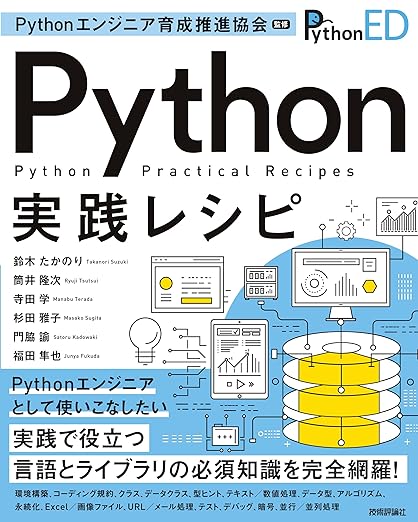 Pythonエンジニア育成推進協会 監修
PythonED
Python
Python Practical Recipes
実践レシピ
鈴木 たかのり Takanori Suzuki
筒井 隆次 Ryuji Tsutsui
寺田 学 Manabu Terada
杉田 雅子 Masako Sugita
門脇 諭 Satoru Kadowaki
福田 隼也 Junya Fukuda
Pythonエンジニア
として使いこなしたい
実践で役立つ
言語とライブラリの必須知識を完全網羅!
環境構築、コーディング規約、クラス、データクラス、型ヒント、テキスト/数値処理、データ型、アルゴリズム、
永続化、Excel/画像ファイル、URL/メール処理、テスト、デバッグ、暗号、並行/並列処理
技術評論社